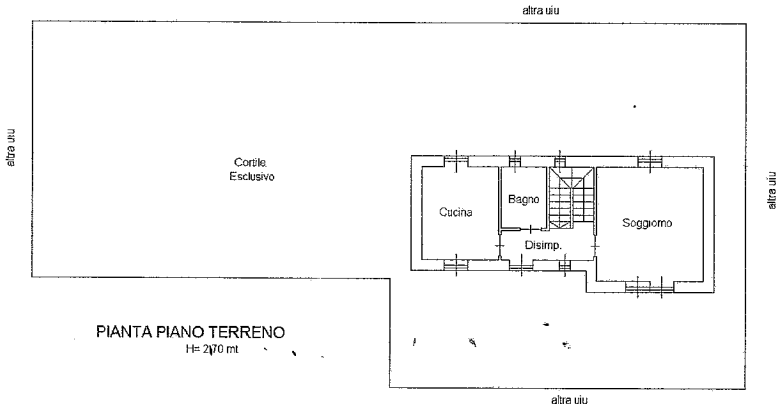 altra uiu
altra uiu
Cortile
Esclusivo
altra uiu
Cucina
Bagno
Soggiorno
Disimp.
PIANTA PIANO TERRENO
H= 2,70 mt
altra uiu